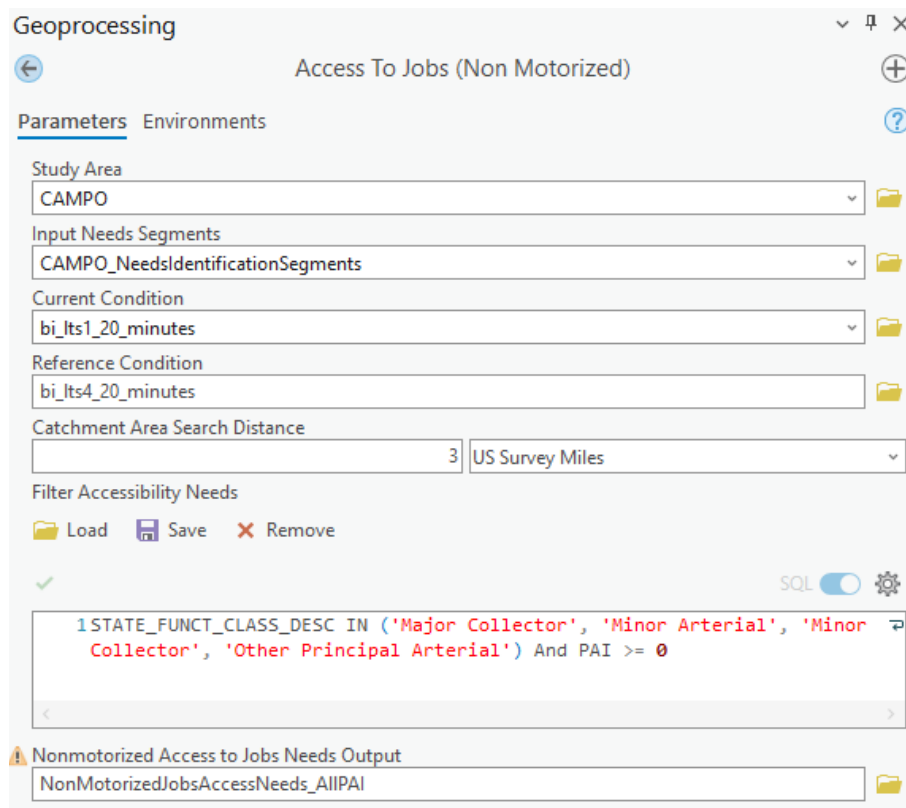 Geoprocessing
Access To Jobs (Non Motorized)
Parameters Environments
Study Area
CAMPO
Input Needs Segments
CAMPO_NeedsIdentificationSegments
Current Condition
bi_lts1_20_minutes
Reference Condition
bi_lts4_20_minutes
Catchment Area Search Distance
3 US Survey Miles
Filter Accessibility Needs
Load Save Remove
SQL
1 STATE_FUNCT_CLASS_DESC IN ('Major Collector', 'Minor Arterial', 'Minor
Collector', 'Other Principal Arterial') And PAI >= 0
Nonmotorized Access to Jobs Needs Output
NonMotorizedJobsAccessNeeds_AllPAI